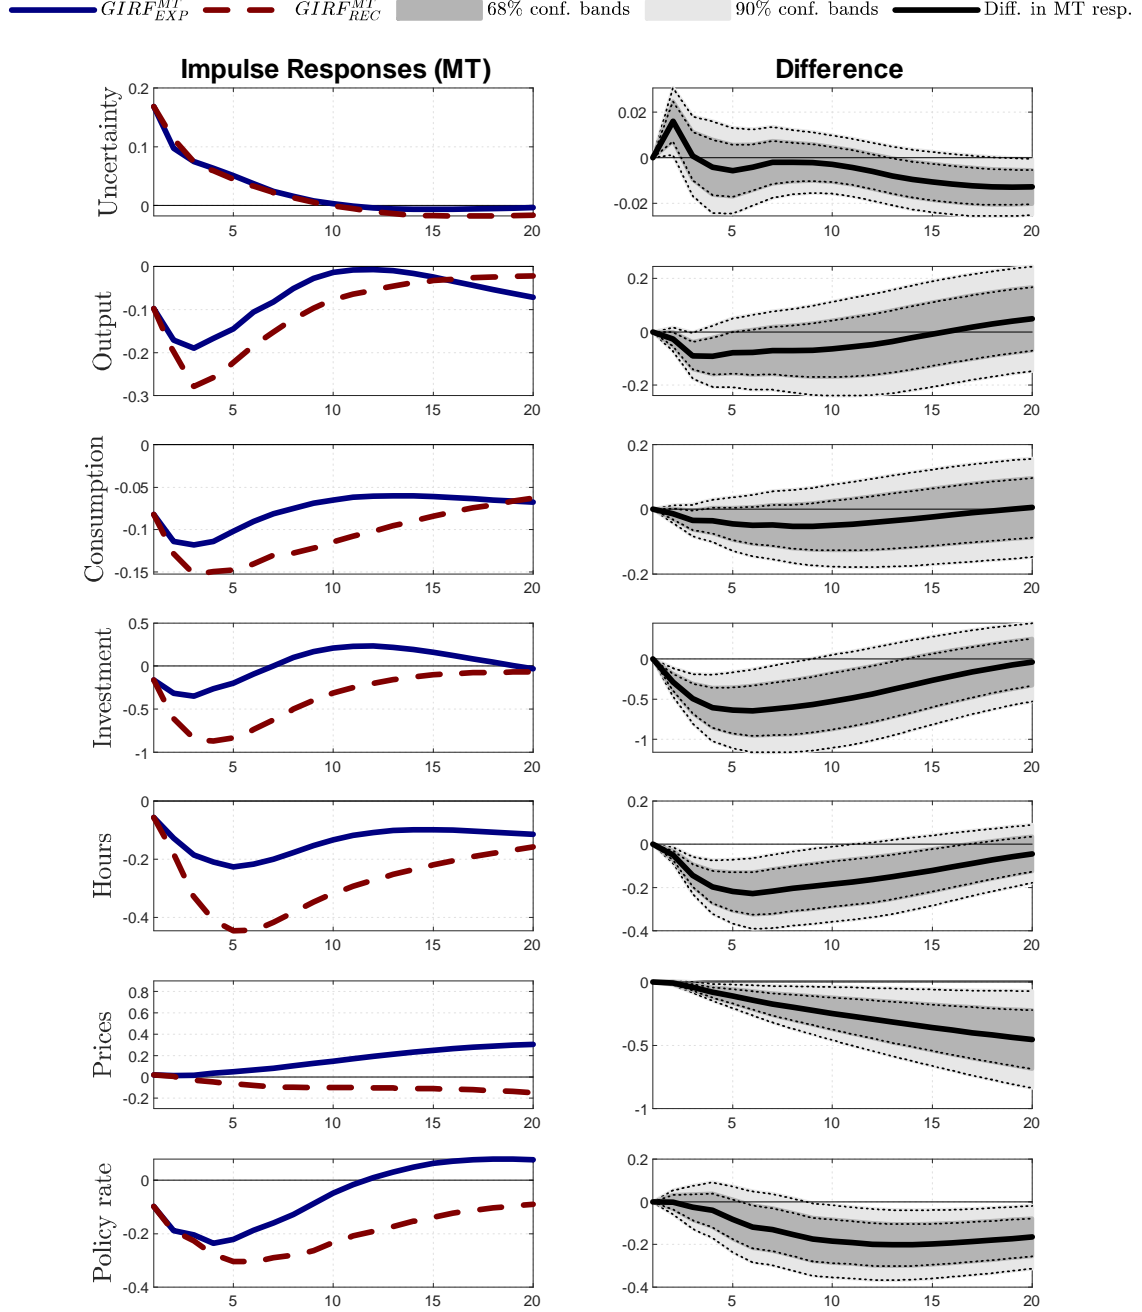 GIRF^{MT}_{EXP} GIRF^{MT}_{REC} 68% conf. bands 90% conf. bands Diff. in MT resp.
Impulse Responses (MT) Difference
Uncertainty
0.2
0.1
0
5 10 15 20
0.02
0
-0.02
5 10 15 20
Output
0
-0.1
-0.2
-0.3
5 10 15 20
0.2
0
-0.2
5 10 15 20
Consumption
0
-0.05
-0.1
-0.15
5 10 15 20
0.2
0
-0.2
5 10 15 20
Investment
0.5
0
-0.5
-1
5 10 15 20
0
-0.5
-1
5 10 15 20
Hours
0
-0.2
-0.4
5 10 15 20
0.2
0
-0.2
-0.4
5 10 15 20
Prices
0.8
0.6
0.4
0.2
0
-0.2
5 10 15 20
0
-0.5
-1
5 10 15 20
Policy rate
0
-0.2
-0.4
5 10 15 20
0.2
0
-0.2
-0.4
5 10 15 20